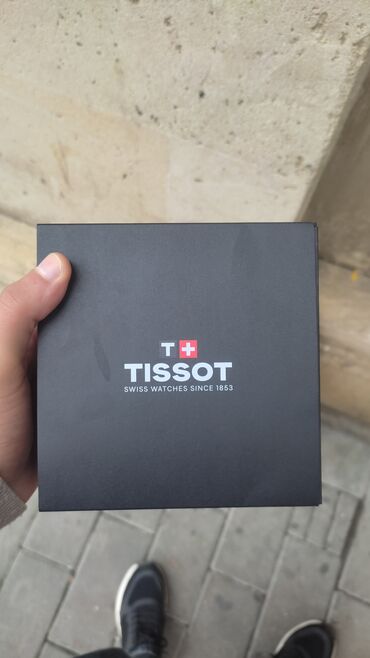 T+
TISSOT
SWISS WATCHES SINCE 1853